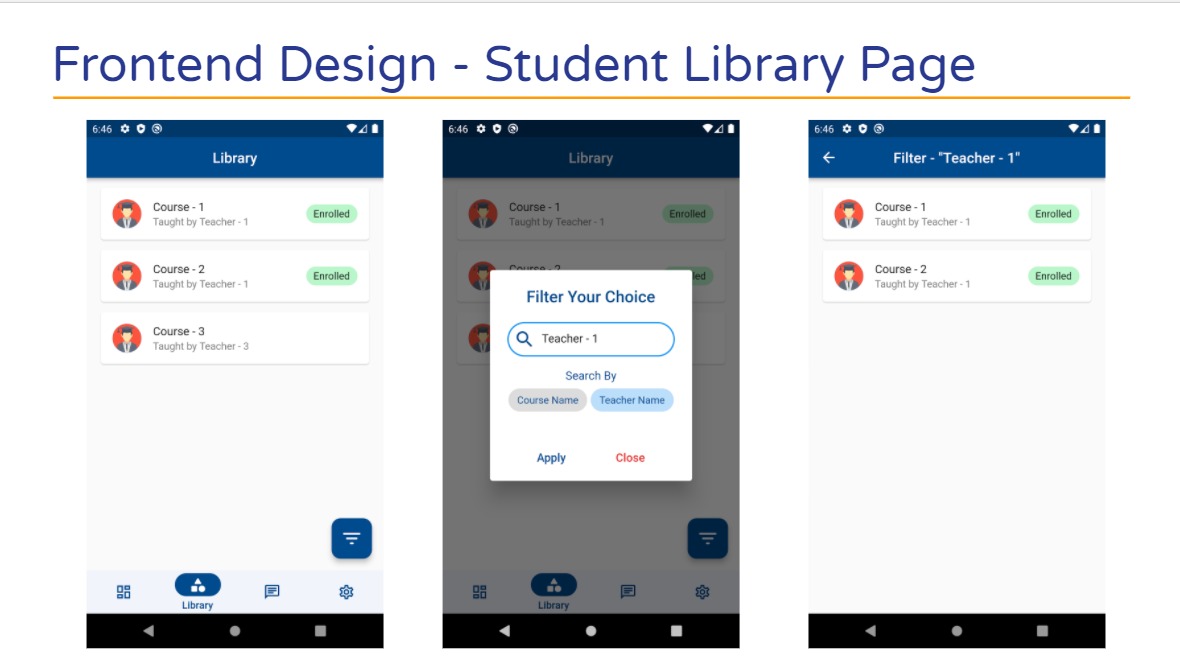 Frontend Design - Student Library Page
6:46
Library
Course - 1
Taught by Teacher - 1
Enrolled
Course - 2
Taught by Teacher - 1
Enrolled
Course - 3
Taught by Teacher - 3
Library
6:46
Library
Course - 1
Taught by Teacher - 1
Enrolled
Course - 2
led
Filter Your Choice
Teacher - 1
Search By
Course Name Teacher Name
Apply Close
Library
6:46
Filter - "Teacher - 1"
Course - 1
Taught by Teacher - 1
Enrolled
Course - 2
Taught by Teacher - 1
Enrolled